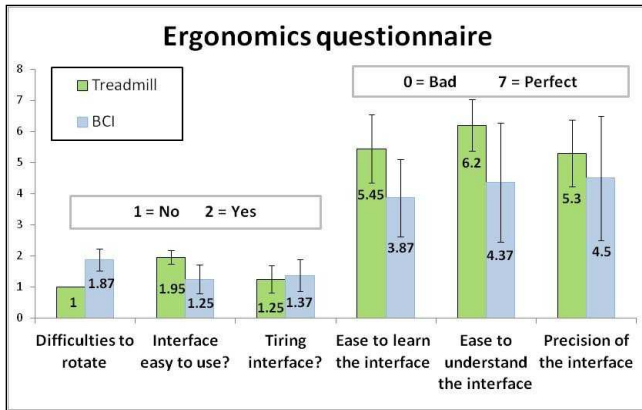 Ergonomics questionnaire
8
7
6
5
4
3
2
1
0
Treadmill
BCI
0 = Bad 7 = Perfect
1 = No 2 = Yes
1
1.87
1.95
1.25
1.25
1.37
5.45
3.87
6.2
4.37
5.3
4.5
Difficulties to
rotate
Interface
easy to use?
Tiring
interface?
Ease to learn
the interface
Ease to
understand
the interface
Precision of
the interface